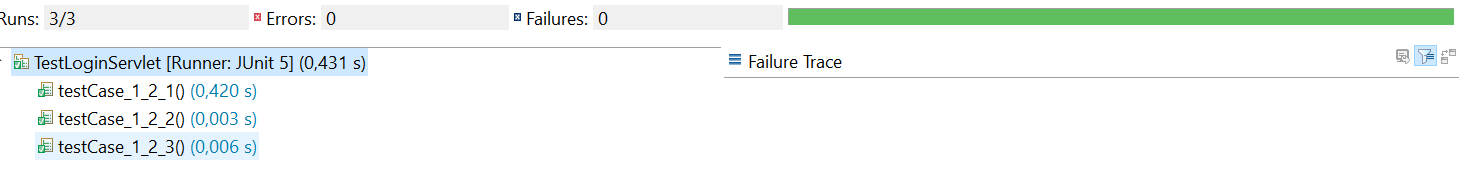 Runs: 3/3 Errors: 0 Failures: 0
TestLoginServlet [Runner: JUnit 5] (0,431 s)
Failure Trace
testCase_1_2_1() (0,420 s)
testCase_1_2_2() (0,003 s)
testCase_1_2_3() (0,006 s)